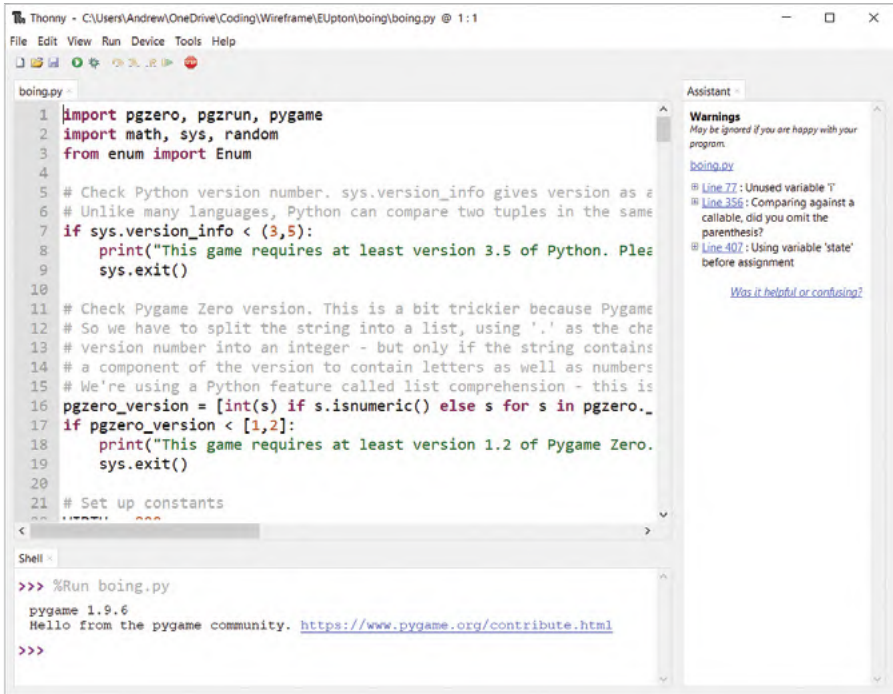 Thonny - C:\Users\Andrew\OneDrive\Coding\Wireframe\EUpton\boing\boing.py @ 1:1
File Edit View Run Device Tools Help
boing.py
1 import pgzero, pgzrun, pygame
2 import math, sys, random
3 from enum import Enum
4
5 # Check Python version number. sys.version_info gives version as a
6 # Unlike many languages, Python can compare two tuples in the same
7 if sys.version_info < (3,5):
8 print("This game requires at least version 3.5 of Python. Plea
9 sys.exit()
10
11 # Check Pygame Zero version. This is a bit trickier because Pygame
12 # So we have to split the string into a list, using '.' as the cha
13 # version number into an integer - but only if the string contains
14 # a component of the version to contain letters as well as numbers
15 # We're using a Python feature called list comprehension - this is
16 pgzero_version = [int(s) if s.isnumeric() else s for s in pgzero._
17 if pgzero_version < [1,2]:
18 print("This game requires at least version 1.2 of Pygame Zero.
19 sys.exit()
20
21 # Set up constants
Assistant
Warnings
May be ignored if you are happy with your
program.
boing.py
Line 77 : Unused variable 'i'
Line 356 : Comparing against a
callable, did you omit the
parenthesis?
Line 407 : Using variable 'state'
before assignment
Was it helpful or confusing?
Shell
>>> %Run boing.py
pygame 1.9.6
Hello from the pygame community. https://www.pygame.org/contribute.html
>>>